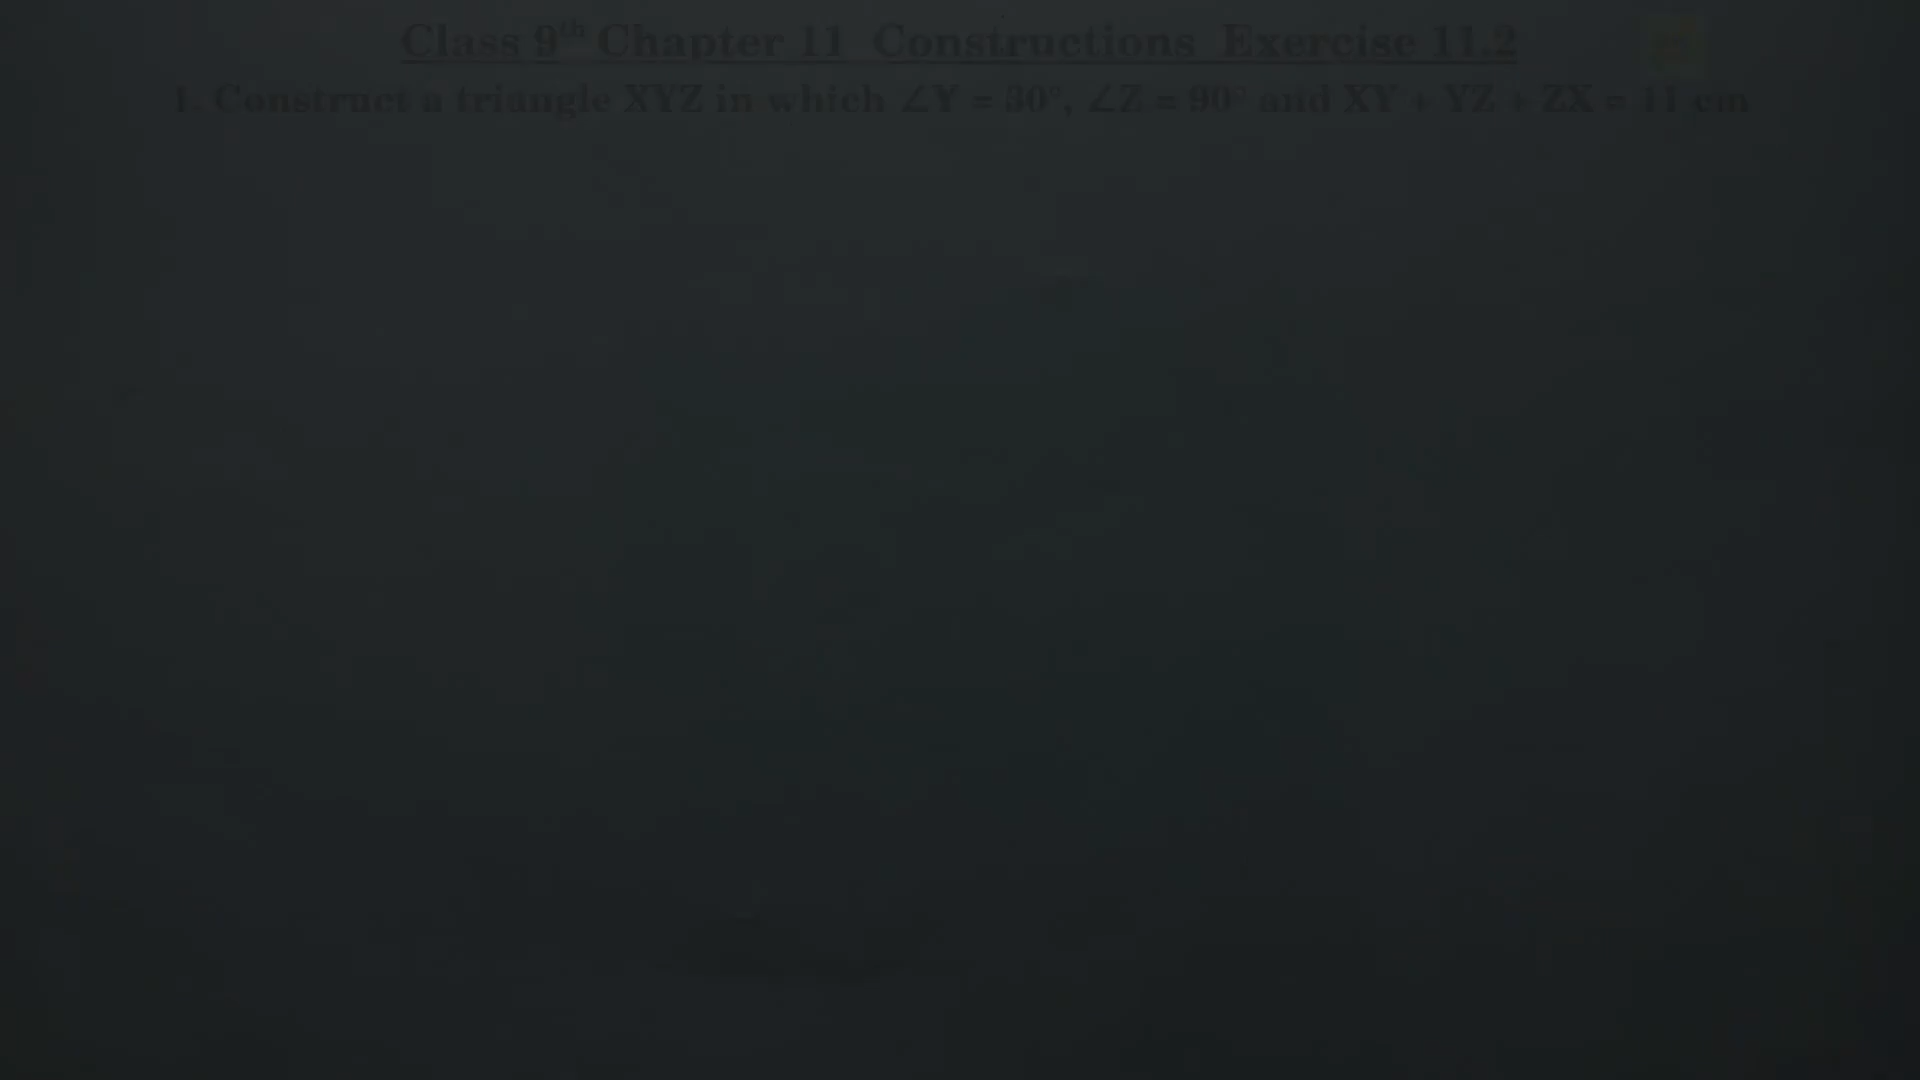 Class 9th Chapter 11 Constructions Exercise 11.2
1. Construct a triangle XYZ in which ∠Y = 30°, ∠Z = 90° and XY + YZ + ZX = 11 cm